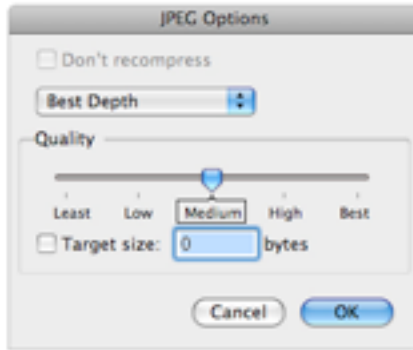 JPEG Options
Don't recompress
Best Depth
Quality
Least Low Medium High Best
Target size: 0 bytes
Cancel OK